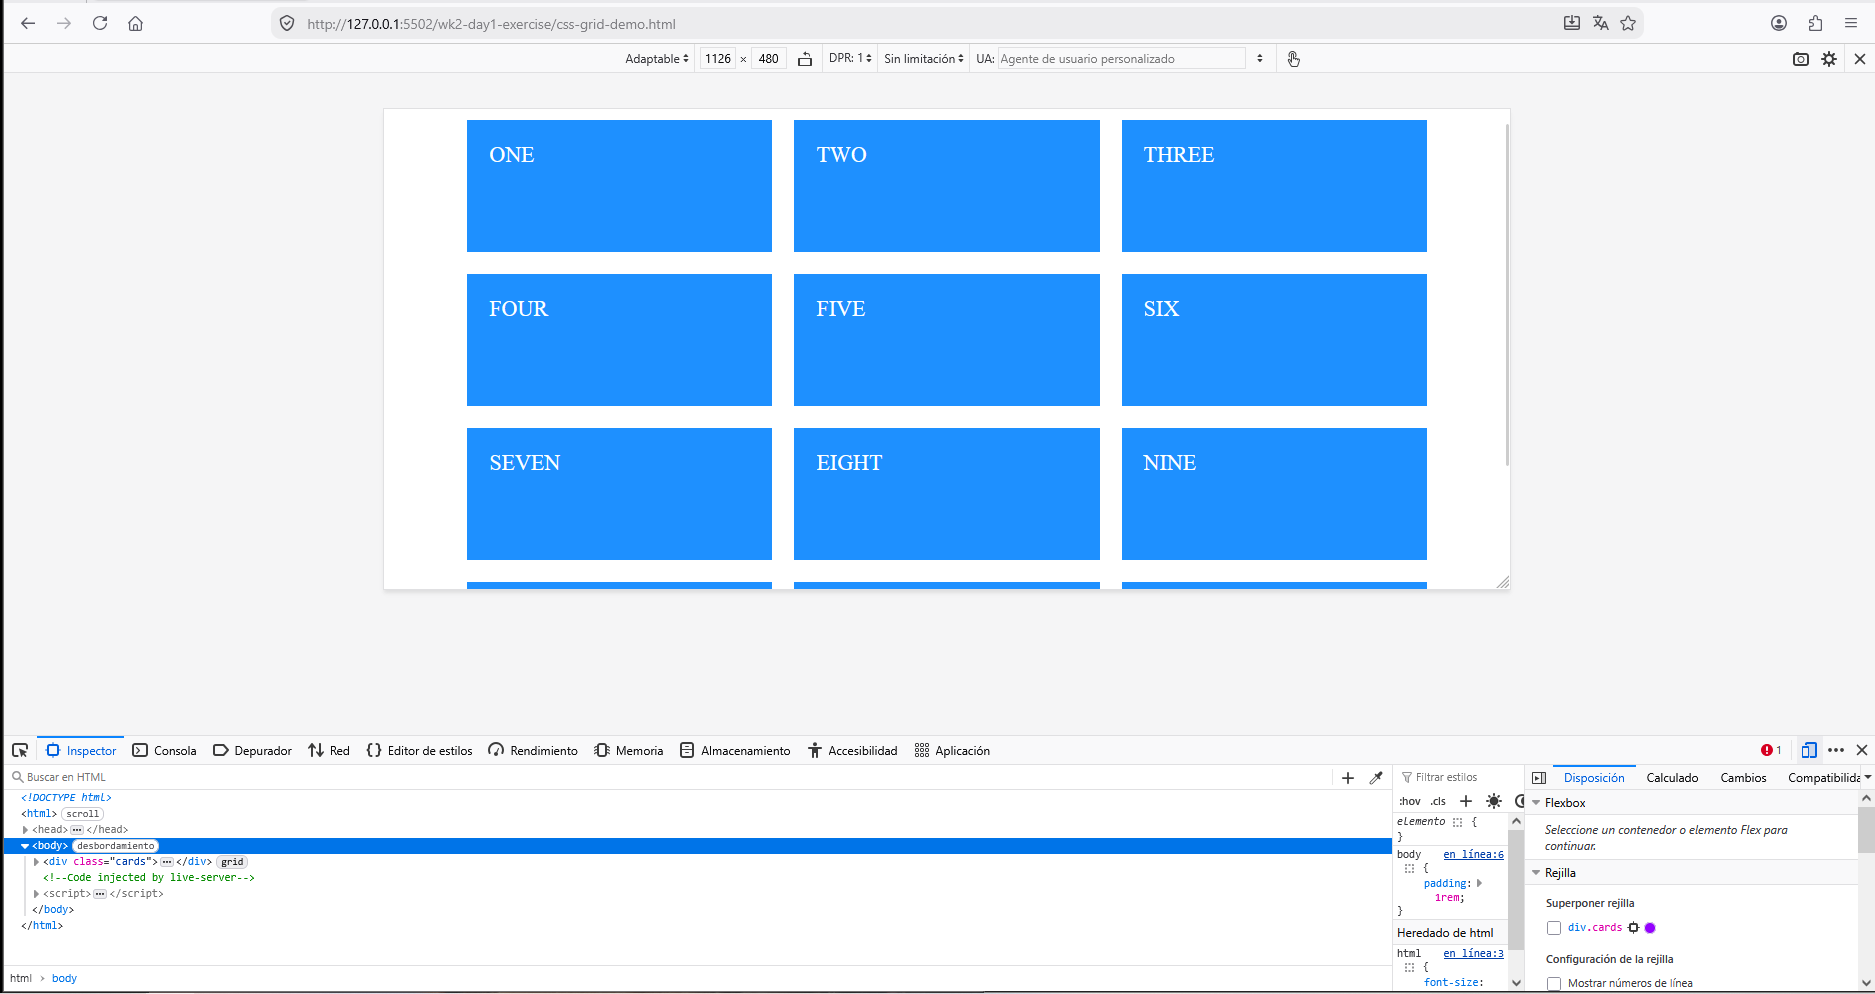 http://127.0.0.1:5502/wk2-day1-exercise/css-grid-demo.html
Adaptable 1126 × 480 DPR: 1 Sin limitación UA: Agente de usuario personalizado
ONE TWO THREE
FOUR FIVE SIX
SEVEN EIGHT NINE
Inspector Consola Depurador Red Editor de estilos Rendimiento Memoria Almacenamiento Accesibilidad Aplicación 1
Buscar en HTML
<!DOCTYPE html>
<html> scroll
<head> ••• </head>
<body> desbordamiento
<div class="cards"> ••• </div> grid
<!--Code injected by live-server-->
<script> ••• </script>
</body>
</html>
html > body
Filtrar estilos
:hov .cls +
elemento {
}
body en línea:6
{
padding:
1rem;
}
Heredado de html
html en línea:3
{
font-size:
Disposición Calculado Cambios Compatibilida
Flexbox
Seleccione un contenedor o elemento Flex para
continuar.
Rejilla
Superponer rejilla
div.cards
Configuración de la rejilla
Mostrar números de línea